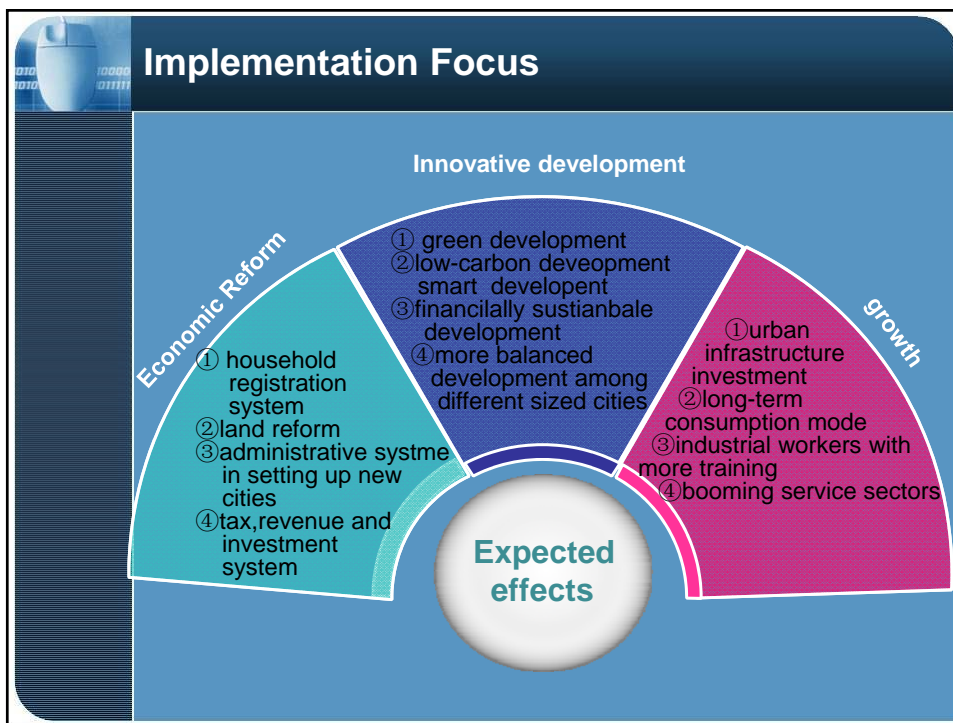 Implementation Focus
Innovative development
Economic Reform
① household
registration
system
②land reform
③administrative systme
in setting up new
cities
④tax,revenue and
investment
system
① green development
②low-carbon deveopment
smart developent
③financilally sustianbale
development
④more balanced
development among
different sized cities
growth
①urban
infrastructure
investment
②long-term
consumption mode
③industrial workers with
more training
④booming service sectors
Expected
effects